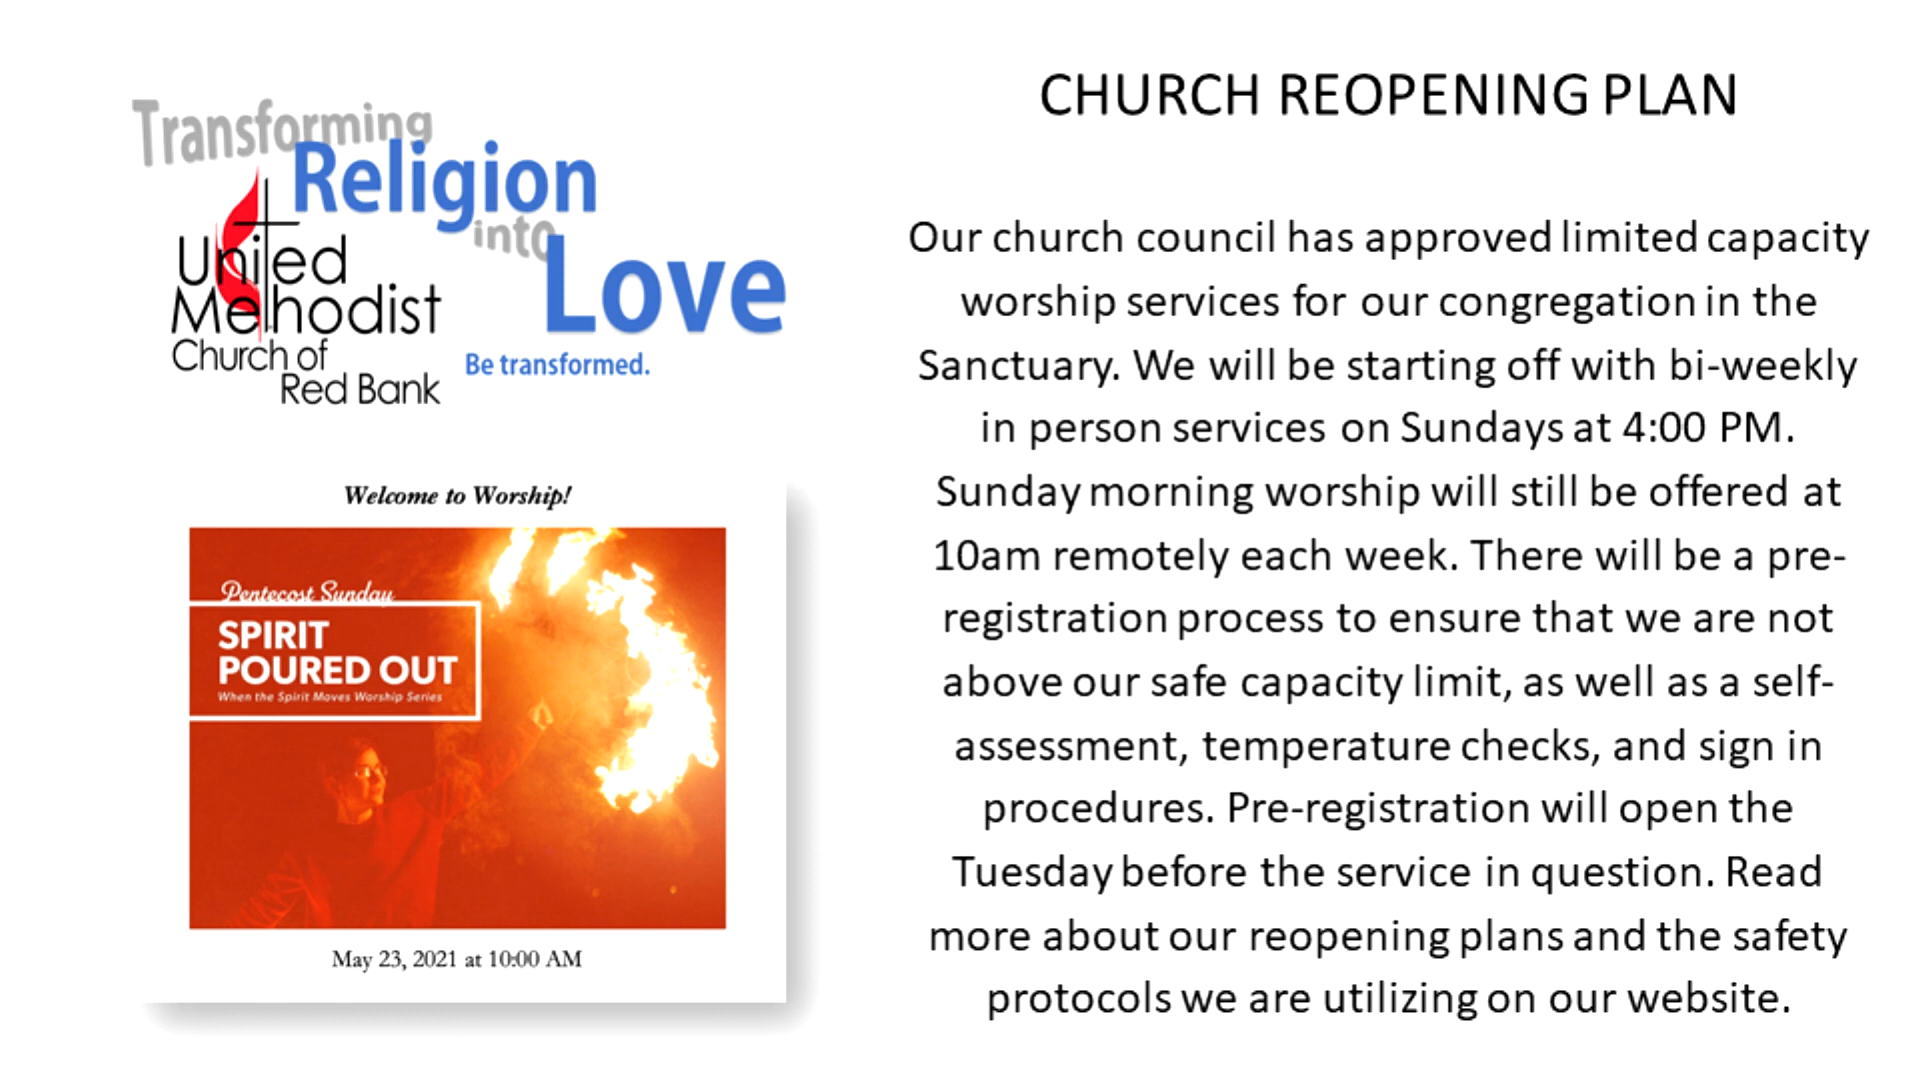 Transforming
Religion
into
Love
United
Methodist
Church of
Red Bank
Be transformed.
Welcome to Worship!
Pentecost Sunday
SPIRIT
POURED OUT
When the Spirit Moves Worship Series
May 23, 2021 at 10:00 AM
CHURCH REOPENING PLAN
Our church council has approved limited capacity
worship services for our congregation in the
Sanctuary. We will be starting off with bi-weekly
in person services on Sundays at 4:00 PM.
Sunday morning worship will still be offered at
10am remotely each week. There will be a pre-
registration process to ensure that we are not
above our safe capacity limit, as well as a self-
assessment, temperature checks, and sign in
procedures. Pre-registration will open the
Tuesday before the service in question. Read
more about our reopening plans and the safety
protocols we are utilizing on our website.